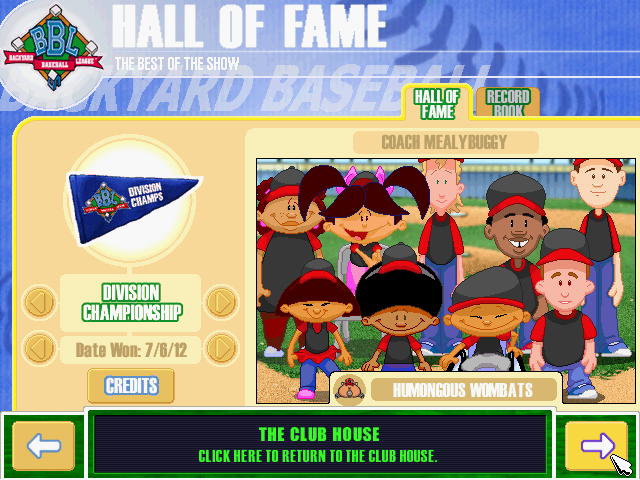 HALL OF FAME
THE BEST OF THE SHOW
BACKYARD BASEBALL
BBL
BACKYARD BASEBALL LEAGUE
HALL OF FAME
RECORD BOOK
COACH MEALYBUGGY
DIVISION CHAMPS
DIVISION
CHAMPIONSHIP
Date Won: 7/6/12
CREDITS
HUMONGOUS WOMBATS
THE CLUB HOUSE
CLICK HERE TO RETURN TO THE CLUB HOUSE.